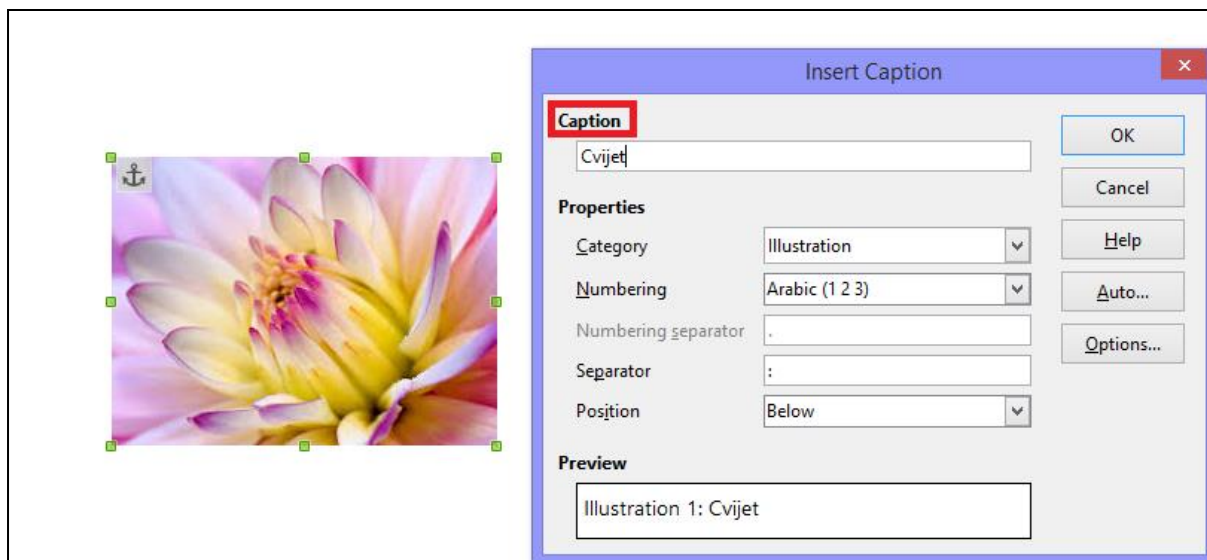 Insert Caption
Caption
Cvijet
Properties
Category Illustration
Numbering Arabic (1 2 3)
Numbering separator .
Separator :
Position Below
Preview
Illustration 1: Cvijet
OK
Cancel
Help
Auto...
Options...